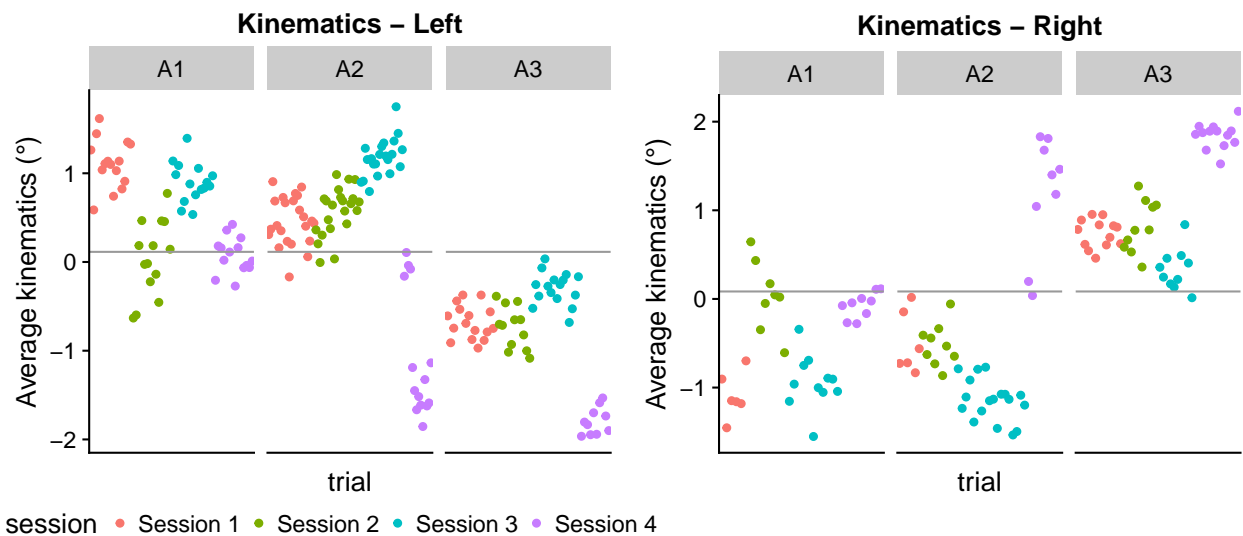 Kinematics – Left
A1 A2 A3
Average kinematics (°)
1
0
−1
−2
trial
Kinematics – Right
A1 A2 A3
Average kinematics (°)
2
1
0
−1
trial
session Session 1 Session 2 Session 3 Session 4